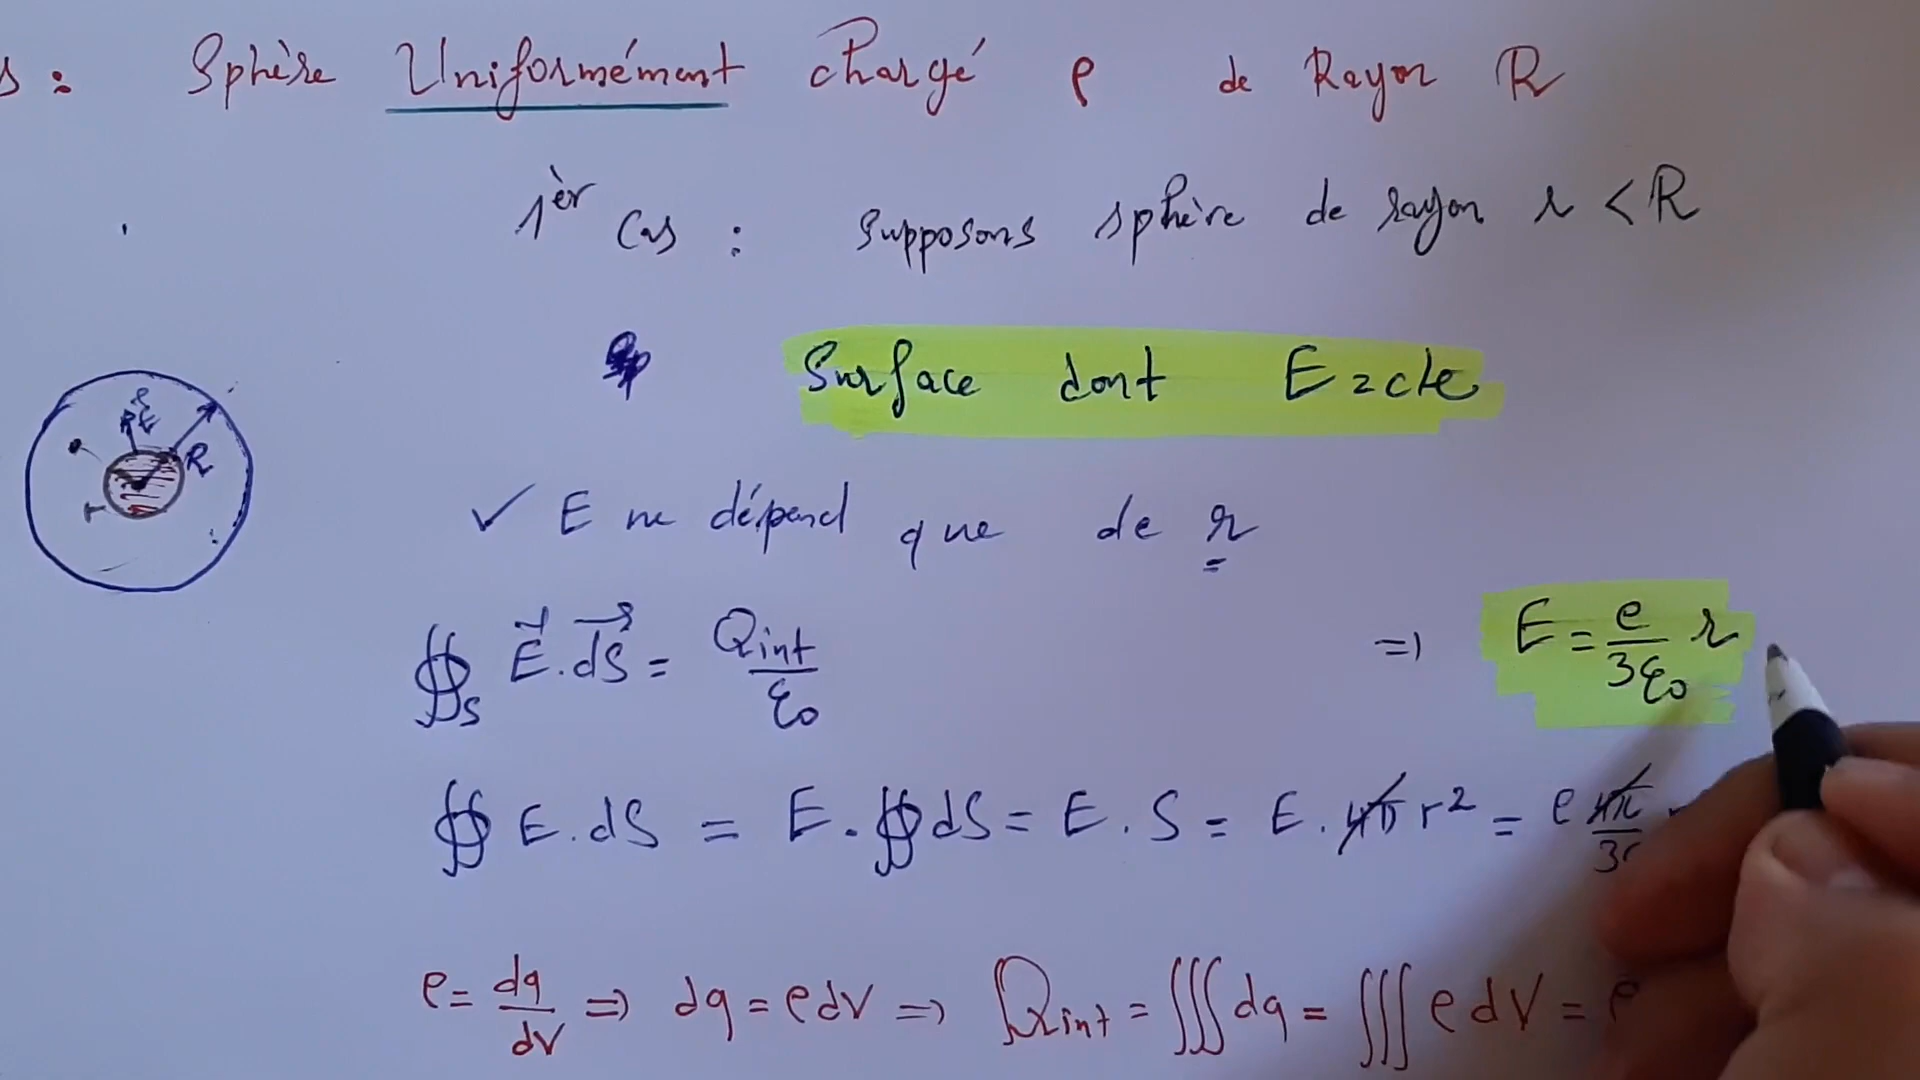 s : Sphère Uniformément chargé ρ de Rayon R
1èr Cas : supposons sphère de rayon r < R
Surface dont E = cte
R
r
✓ E ne dépend que de r
∯S E⃗.dS⃗ = Qint/ε0 => E = ρ/3ε0 r
∯ E.dS = E.∯dS = E.S = E.4π r² = ρ 4π/3
ρ = dq/dV => dq = ρdV => Qint = ∭dq = ∭ρdV = ρ